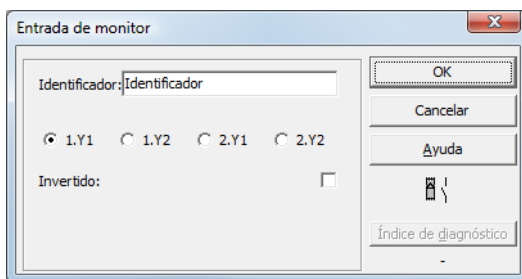 Entrada de monitor
Identificador: Identificador
OK
Cancelar
1.Y1 1.Y2 2.Y1 2.Y2
Ayuda
Invertido:
Índice de diagnóstico
-